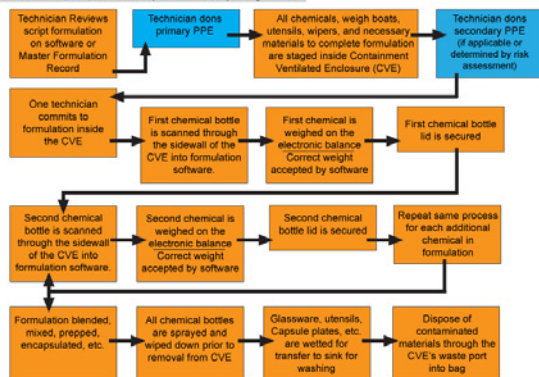 Technician Reviews
script formulation
on software or
Master Formulation
Record
Technician dons
primary PPE
All chemicals, weigh boats,
utensils, wipers, and necessary
materials to complete formulation
are staged inside Containment
Ventilated Enclosure (CVE)
Technician dons
secondary PPE
(if applicable or
determined by risk
assessment)
One technician
commits to
formulation inside
the CVE
First chemical bottle
is scanned through
the sidewall of
the CVE into formulation
software.
First chemical is
weighed on the
electronic balance
Correct weight
accepted by software
First chemical bottle
lid is secured
Second chemical
bottle is scanned
through the sidewall
of the CVE into
formulation software.
Second chemical is
weighed on the
electronic balance
Correct weight
accepted by software
Second chemical
bottle lid is secured
Repeat same process
for each additional
chemical in
formulation
Formulation blended,
mixed, prepped,
encapsulated, etc.
All chemical bottles
are sprayed and
wiped down prior to
removal from CVE
Glassware, utensils,
Capsule plates, etc.
are wetted for
transfer to sink for
washing
Dispose of
contaminated
materials through the
CVE's waste port
into bag